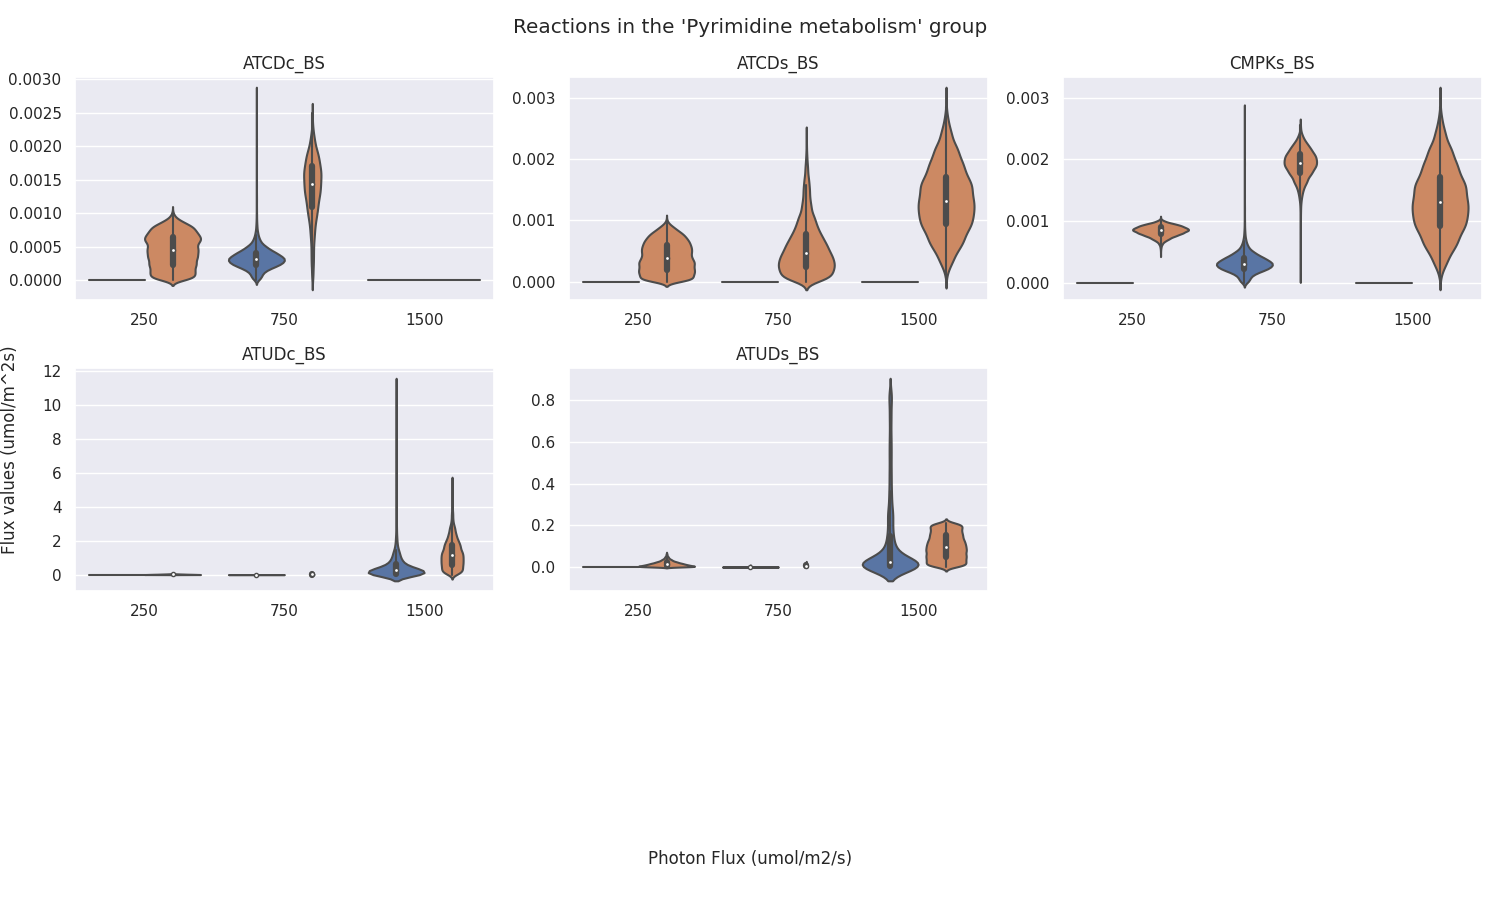 Reactions in the 'Pyrimidine metabolism' group
ATCDc_BS
0.0030
0.0025
0.0020
0.0015
0.0010
0.0005
0.0000
250 750 1500
ATCDs_BS
0.003
0.002
0.001
0.000
250 750 1500
CMPKs_BS
0.003
0.002
0.001
0.000
250 750 1500
Flux values (umol/m^2s)
ATUDc_BS
12
10
8
6
4
2
0
250 750 1500
ATUDs_BS
0.8
0.6
0.4
0.2
0.0
250 750 1500
Photon Flux (umol/m2/s)